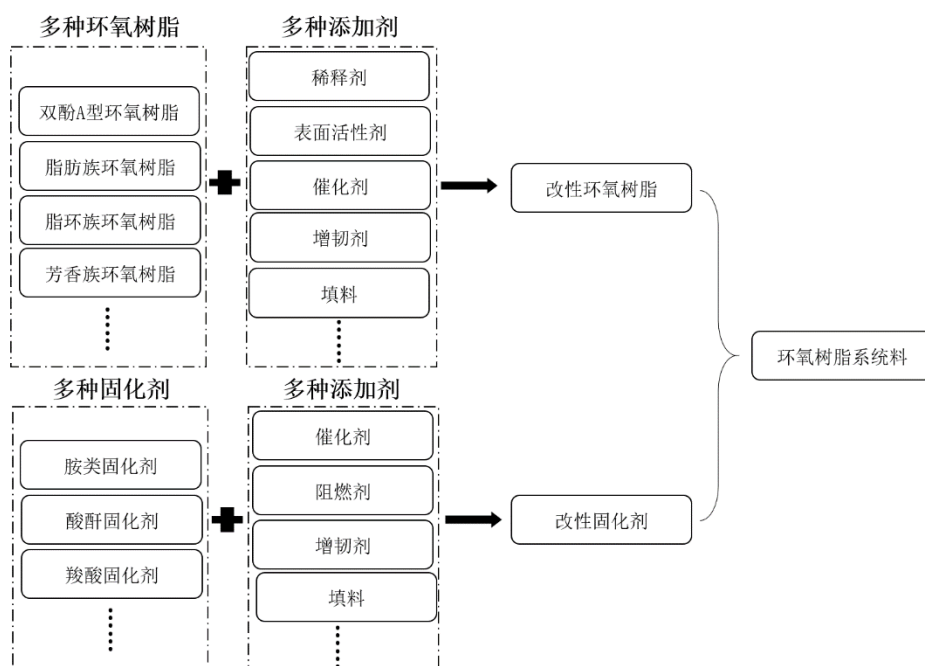 多种环氧树脂
双酚A型环氧树脂
脂肪族环氧树脂
脂环族环氧树脂
芳香族环氧树脂
多种添加剂
稀释剂
表面活性剂
催化剂
增韧剂
填料
改性环氧树脂
多种固化剂
胺类固化剂
酸酐固化剂
羧酸固化剂
多种添加剂
催化剂
阻燃剂
增韧剂
填料
改性固化剂
环氧树脂系统料